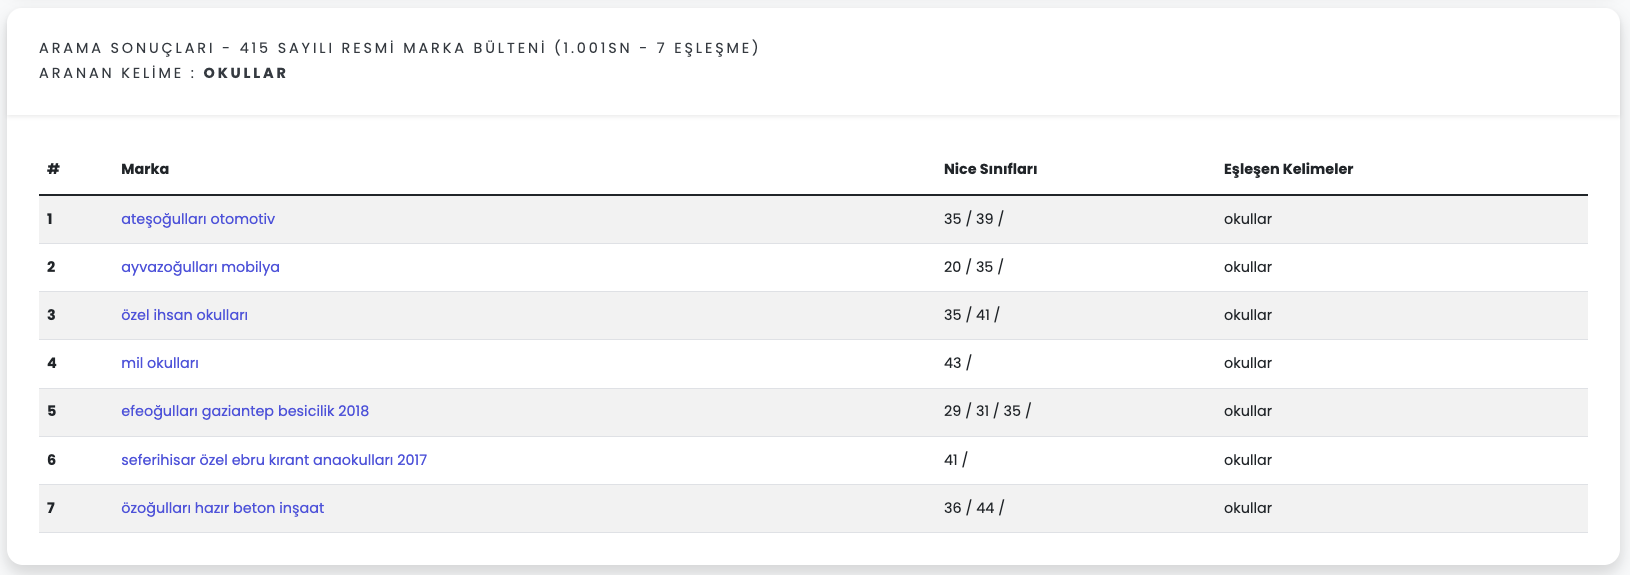 ARAMA SONUÇLARI - 415 SAYILI RESMİ MARKA BÜLTENİ (1.001SN - 7 EŞLEŞME)
ARANAN KELİME : OKULLAR
# Marka Nice Sınıfları Eşleşen Kelimeler
1 ateşoğulları otomotiv 35 / 39 / okullar
2 ayvazoğulları mobilya 20 / 35 / okullar
3 özel ihsan okulları 35 / 41 / okullar
4 mil okulları 43 / okullar
5 efeoğulları gaziantep besicilik 2018 29 / 31 / 35 / okullar
6 seferihisar özel ebru kırant anaokulları 2017 41 / okullar
7 özoğulları hazır beton inşaat 36 / 44 / okullar